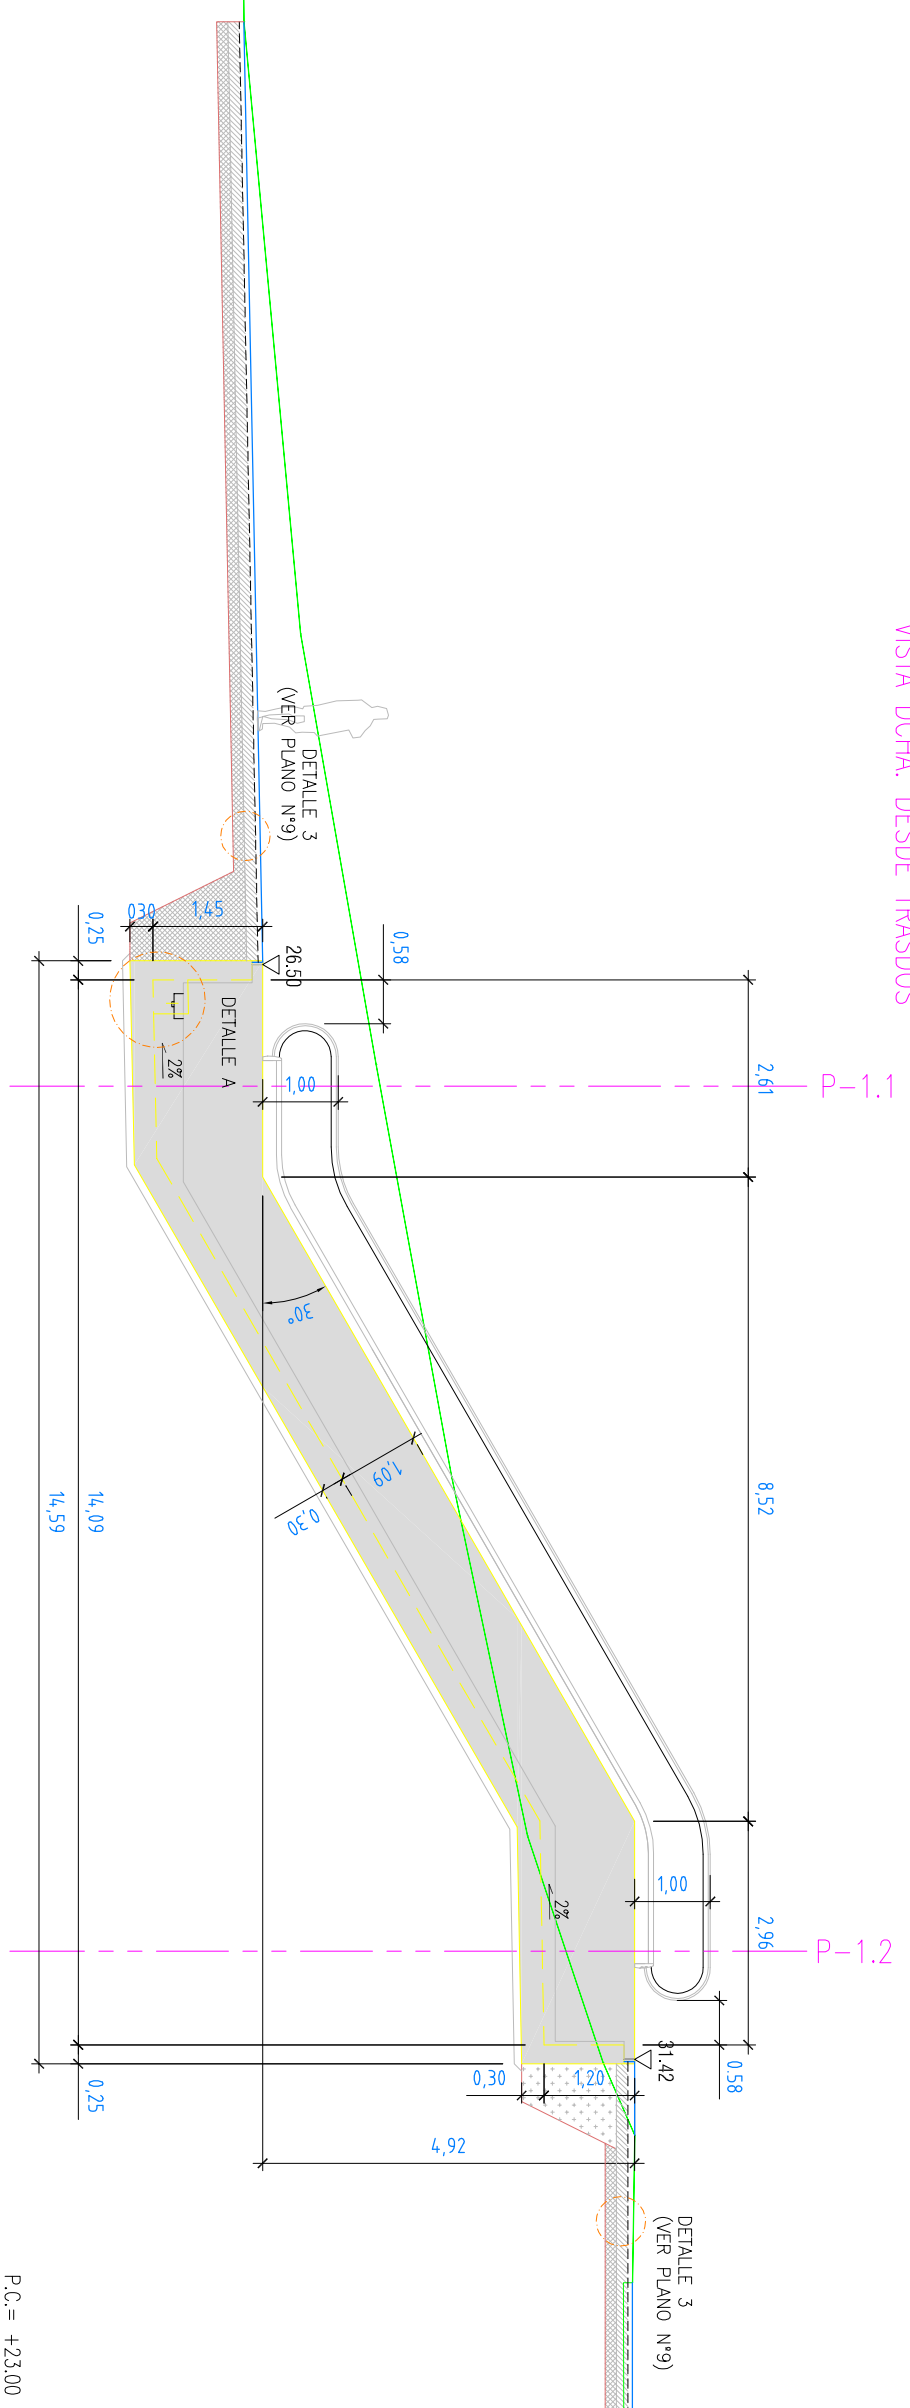 VISTA DCHA. DESDE TRASDOS
P-1.1
P-1.2
2,61
8,52
2,96
0,58
0,58
1,00
1,00
26.50
31.42
DETALLE 3
(VER PLANO N°9)
DETALLE 3
(VER PLANO N°9)
1,45
030
0,25
DETALLE A
2%
30°
1,09
0,30
2%
1,20
0,30
0,25
4,92
14,09
14,59
P.C.= +23.00